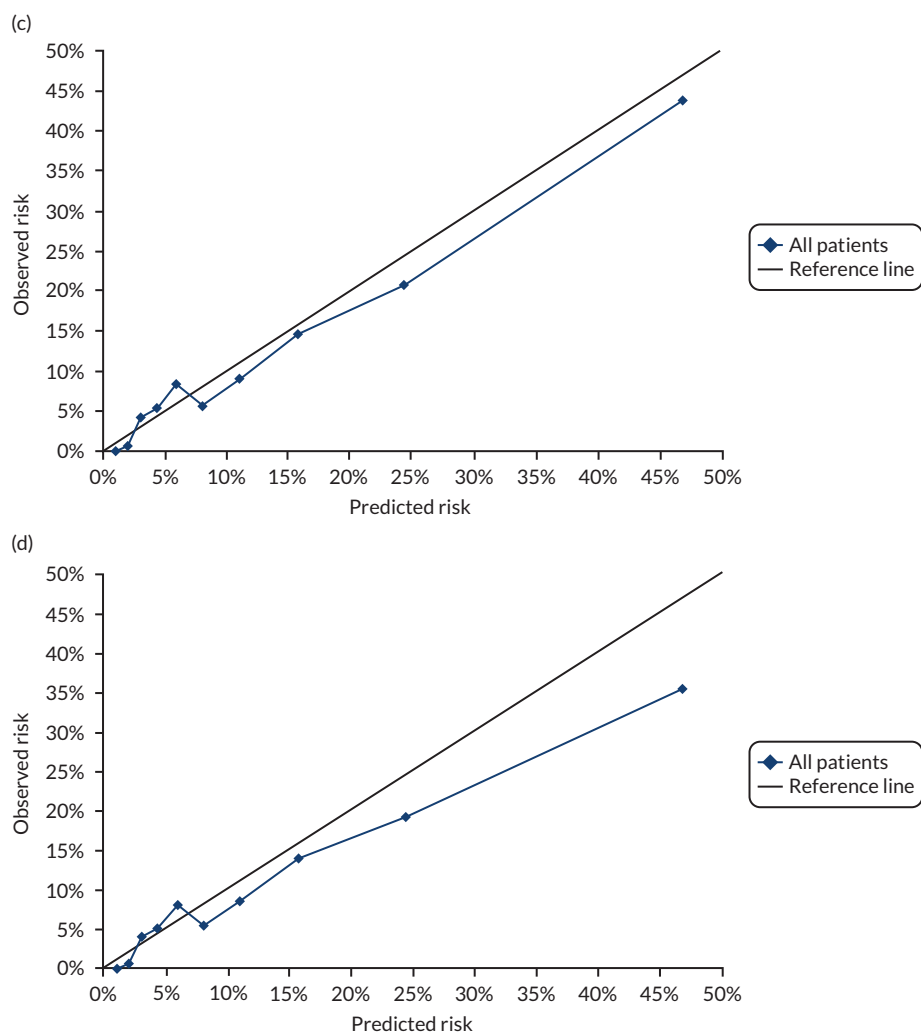 (c)
50%
45%
40%
35%
30%
25%
20%
15%
10%
5%
0%
Observed risk
0% 5% 10% 15% 20% 25% 30% 35% 40% 45% 50%
Predicted risk
All patients
Reference line
(d)
50%
45%
40%
35%
30%
25%
20%
15%
10%
5%
0%
Observed risk
0% 5% 10% 15% 20% 25% 30% 35% 40% 45% 50%
Predicted risk
All patients
Reference line